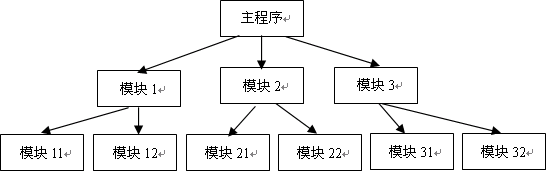 主程序
模块 1
模块 2
模块 3
模块 11
模块 12
模块 21
模块 22
模块 31
模块 32